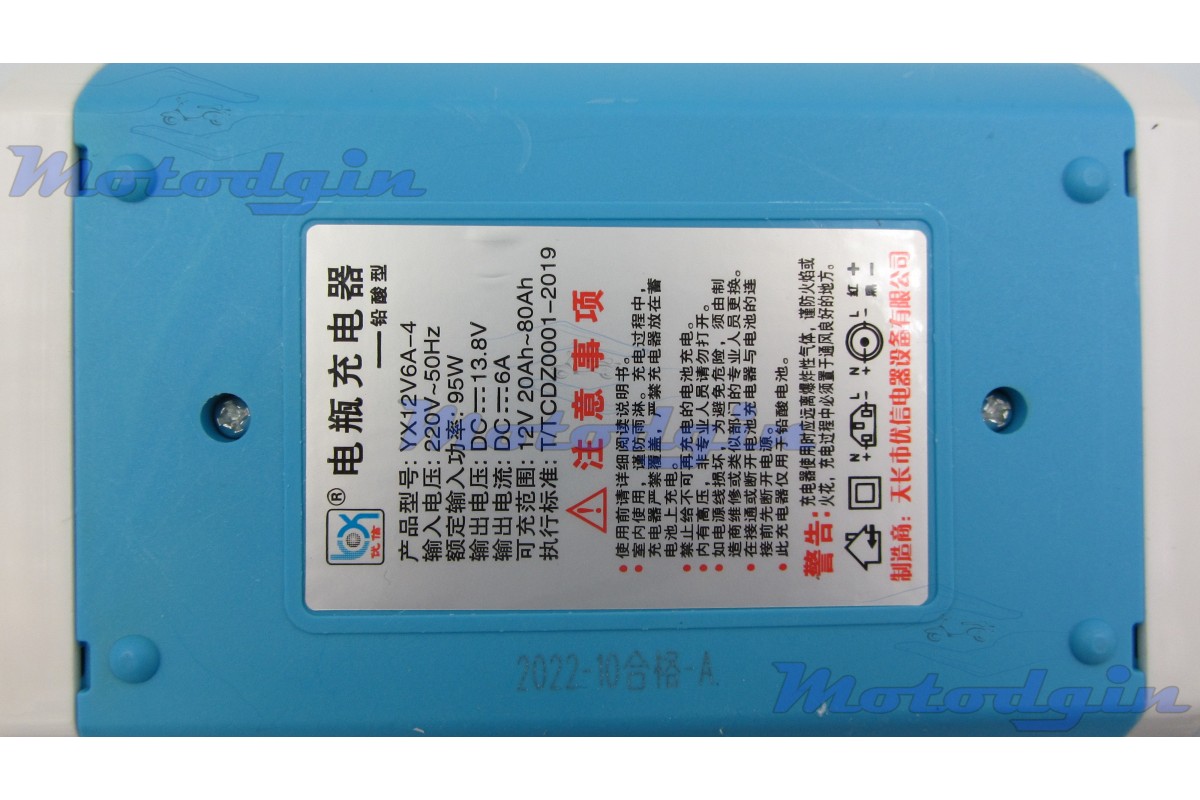 Motodgin
电瓶充电器
—铅酸型
®
优信
产品型号: YX12V6A-4
输入电压: 220V~50Hz
额定输入功率: 95W
输出电压: DC⎓13.8V
输出电流: DC⎓6A
可充范围: 12V 20Ah~80Ah
执行标准: T/TCDZ0001-2019
注意事项
• 使用前请详细阅读说明书。
• 室内使用，谨防雨淋。充电过程中，
充电器严禁覆盖，严禁充电器放在蓄
电池上充电。
• 禁止给不可再充电的电池充电。
• 内有高压，非专业人员请勿打开。
• 如电源线损坏，为避免危险，须由制
造商维修或类似部门的专业人员更换。
• 在接通或断开电池充电器与电池的连
接前先断开电源。
• 此充电器仅用于铅酸电池。
警告: 充电器使用时应远离爆炸性气体，谨防火焰或
火花，充电过程中必须置于通风良好的地方。
N L N L 红 +
+ - 黑 −
制造商: 天长市优信电器设备有限公司
Motodgin
2022-10合格-A
Motodgin